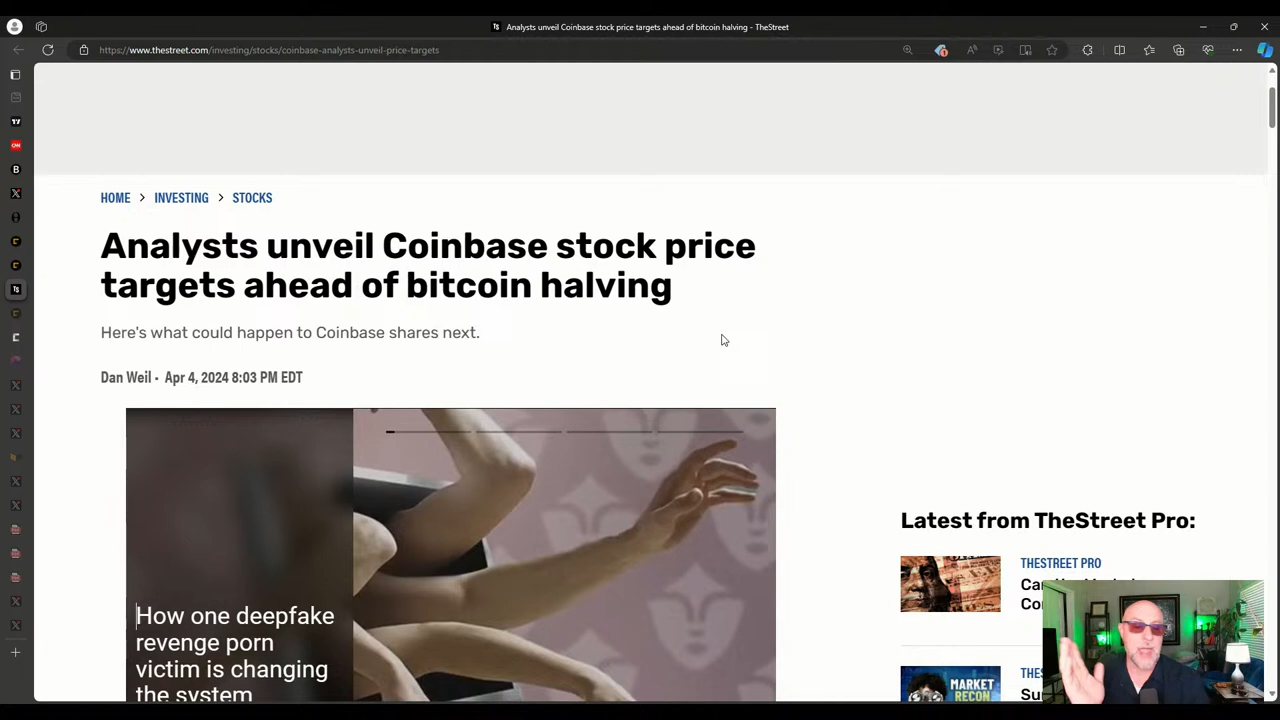 Analysts unveil Coinbase stock price targets ahead of bitcoin halving - TheStreet
https://www.thestreet.com/investing/stocks/coinbase-analysts-unveil-price-targets
HOME > INVESTING > STOCKS
Analysts unveil Coinbase stock price
targets ahead of bitcoin halving
Here's what could happen to Coinbase shares next.
Dan Weil • Apr 4, 2024 8:03 PM EDT
How one deepfake
revenge porn
victim is changing
the system
Latest from TheStreet Pro:
THESTREET PRO
MARKET
RECON